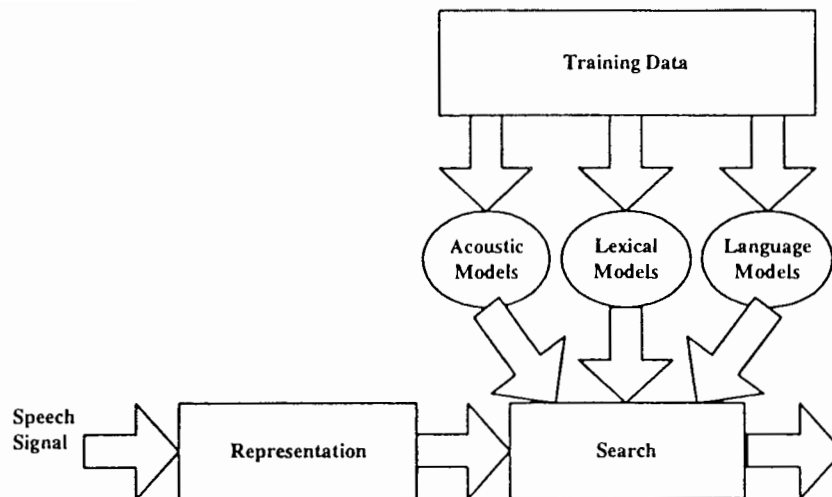 Training Data
Acoustic
Models
Lexical
Models
Language
Models
Speech
Signal
Representation
Search